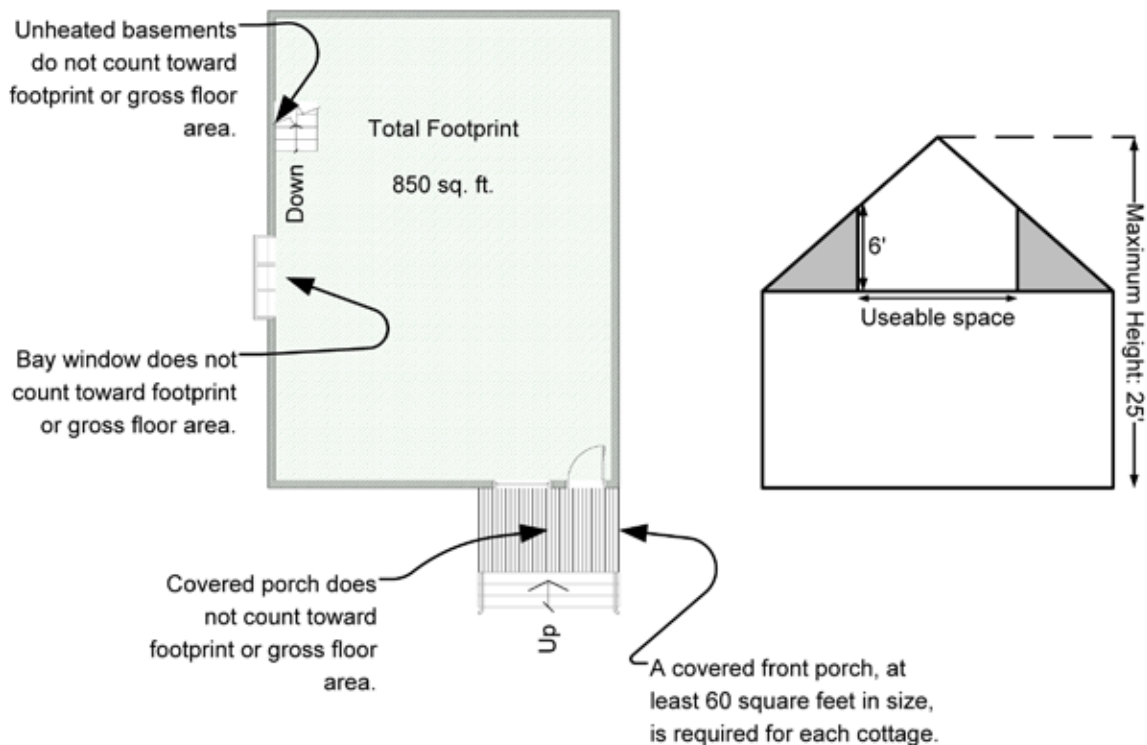 Unheated basements
do not count toward
footprint or gross floor
area.
Total Footprint
850 sq. ft.
Down
Bay window does not
count toward footprint
or gross floor area.
Covered porch does
not count toward
footprint or gross floor
area.
Up
A covered front porch, at
least 60 square feet in size,
is required for each cottage.
6'
Useable space
Maximum Height: 25'